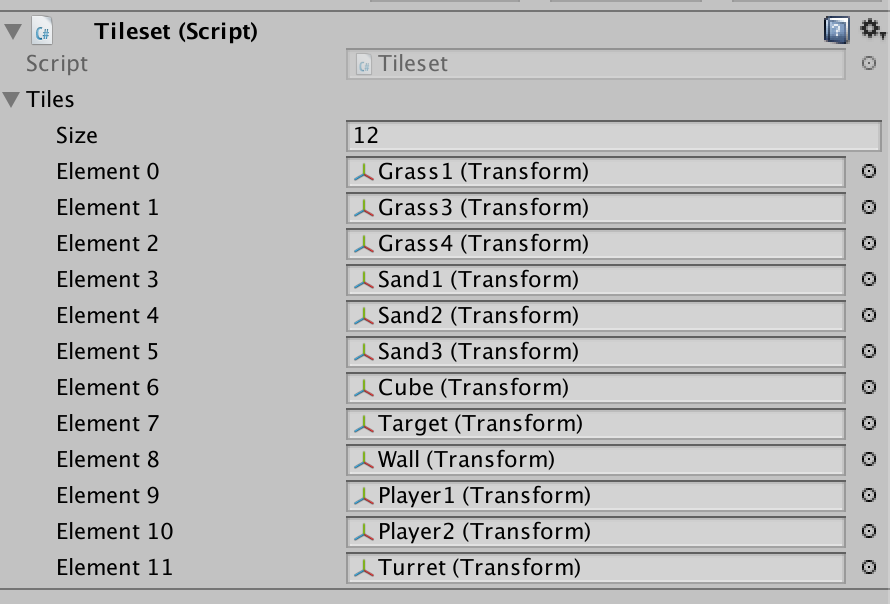 Tileset (Script)
Script Tileset
Tiles
Size 12
Element 0 Grass1 (Transform)
Element 1 Grass3 (Transform)
Element 2 Grass4 (Transform)
Element 3 Sand1 (Transform)
Element 4 Sand2 (Transform)
Element 5 Sand3 (Transform)
Element 6 Cube (Transform)
Element 7 Target (Transform)
Element 8 Wall (Transform)
Element 9 Player1 (Transform)
Element 10 Player2 (Transform)
Element 11 Turret (Transform)